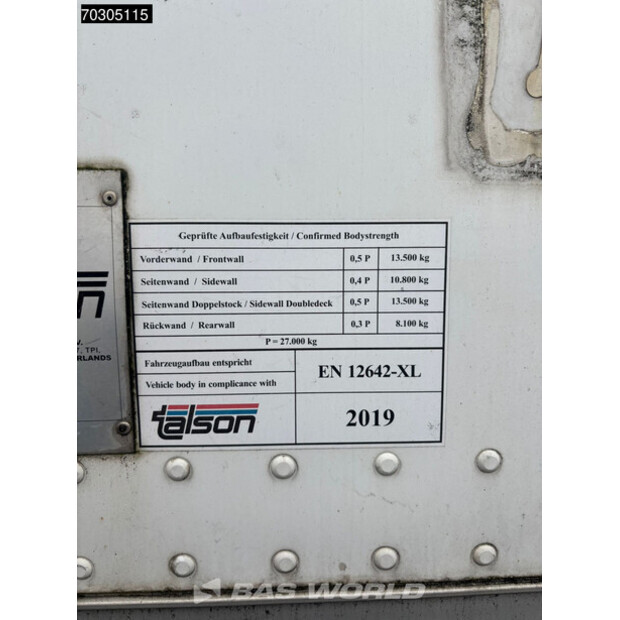 70305115
Geprüfte Aufbaufestigkeit / Confirmed Bodystrength
Vorderwand / Frontwall 0,5 P 13.500 kg
Seitenwand / Sidewall 0,4 P 10.800 kg
Seitenwand Doppelstock / Sidewall Doubledeck 0,5 P 13.500 kg
Rückwand / Rearwall 0,3 P 8.100 kg
P = 27.000 kg
Fahrzeugaufbau entspricht
Vehicle body in compliance with
EN 12642-XL
talson
2019
TPI.
BAS WORLD